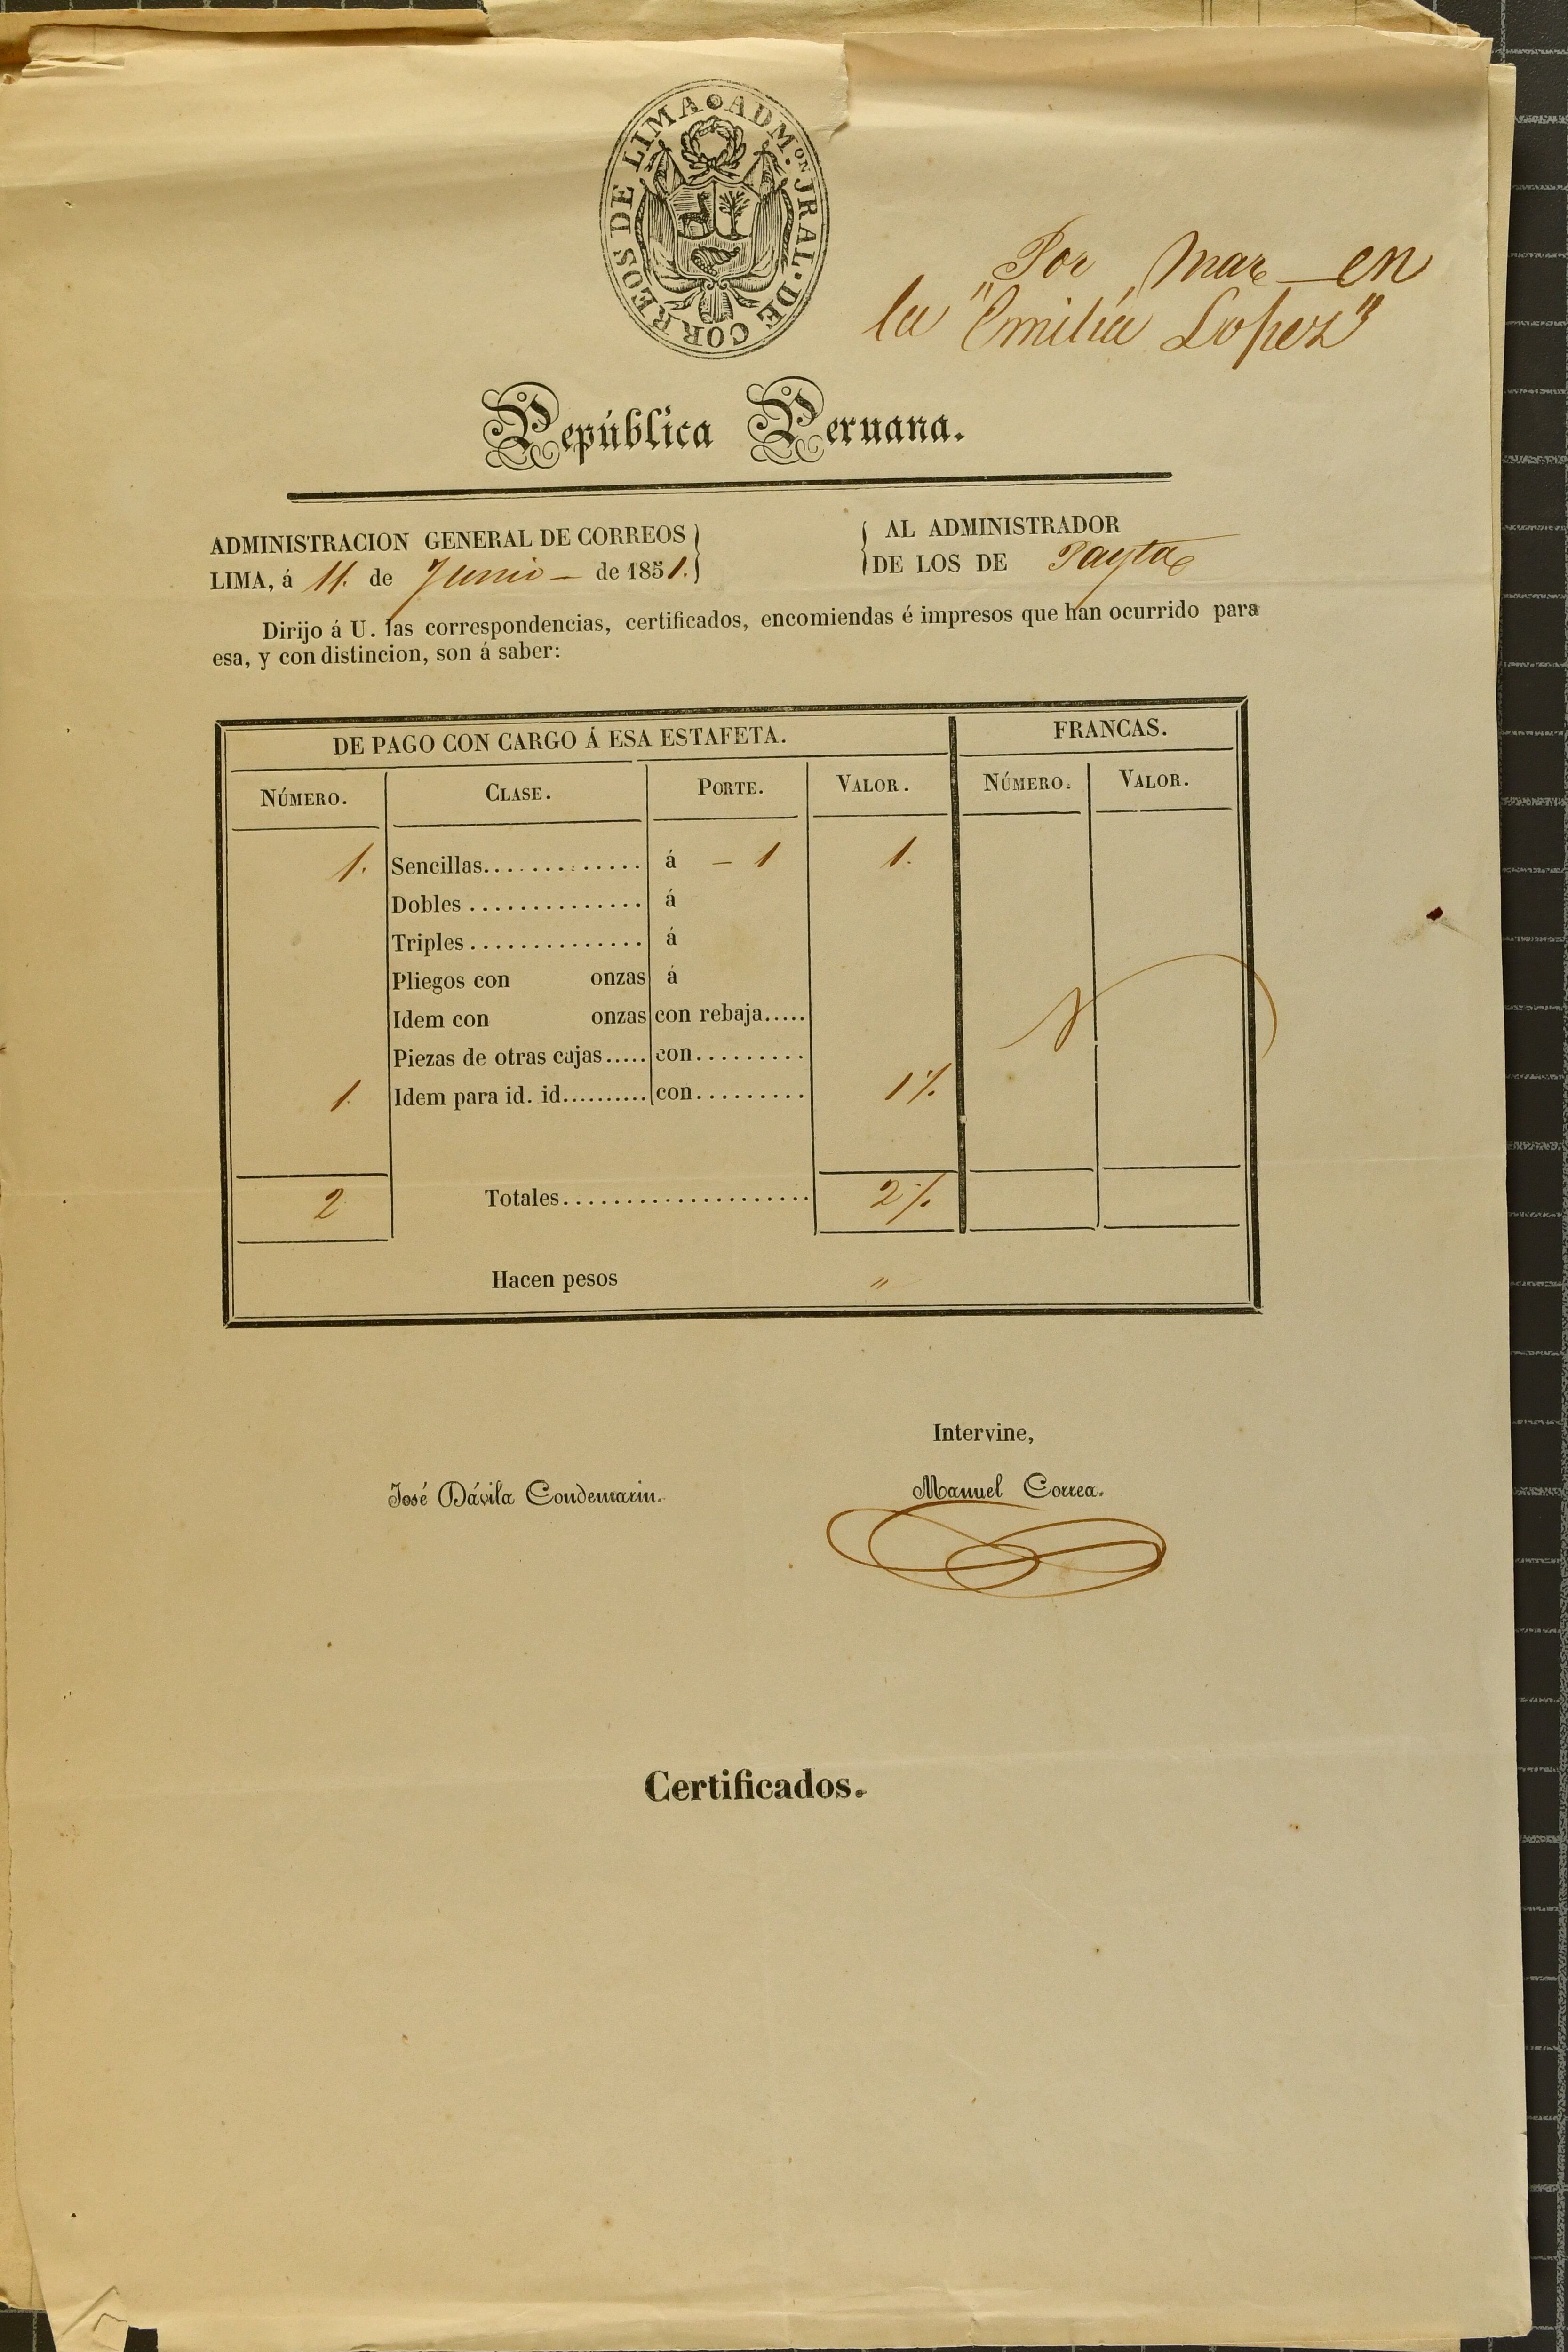 ADM.ON JRAL. DE CORREOS DE LIMA
Por mar en
la "Emilia Lopez"
República Peruana.
ADMINISTRACION GENERAL DE CORREOS
LIMA, á 11. de Junio de 1851.
AL ADMINISTRADOR
DE LOS DE Payta
Dirijo á U. las correspondencias, certificados, encomiendas é impresos que han ocurrido para
esa, y con distincion, son á saber:
DE PAGO CON CARGO Á ESA ESTAFETA. FRANCAS.
NÚMERO. CLASE. PORTE. VALOR. NÚMERO. VALOR.
1. Sencillas.............. á – 1 1.
Dobles .............. á
Triples .............. á
Pliegos con onzas á
Idem con onzas con rebaja.....
Piezas de otras cajas..... con.........
1 Idem para id. id.......... con......... 1 ½
2 Totales..................... 2 ½
Hacen pesos "
Intervine,
José Dávila Condemarin. Manuel Correa.
Certificados.